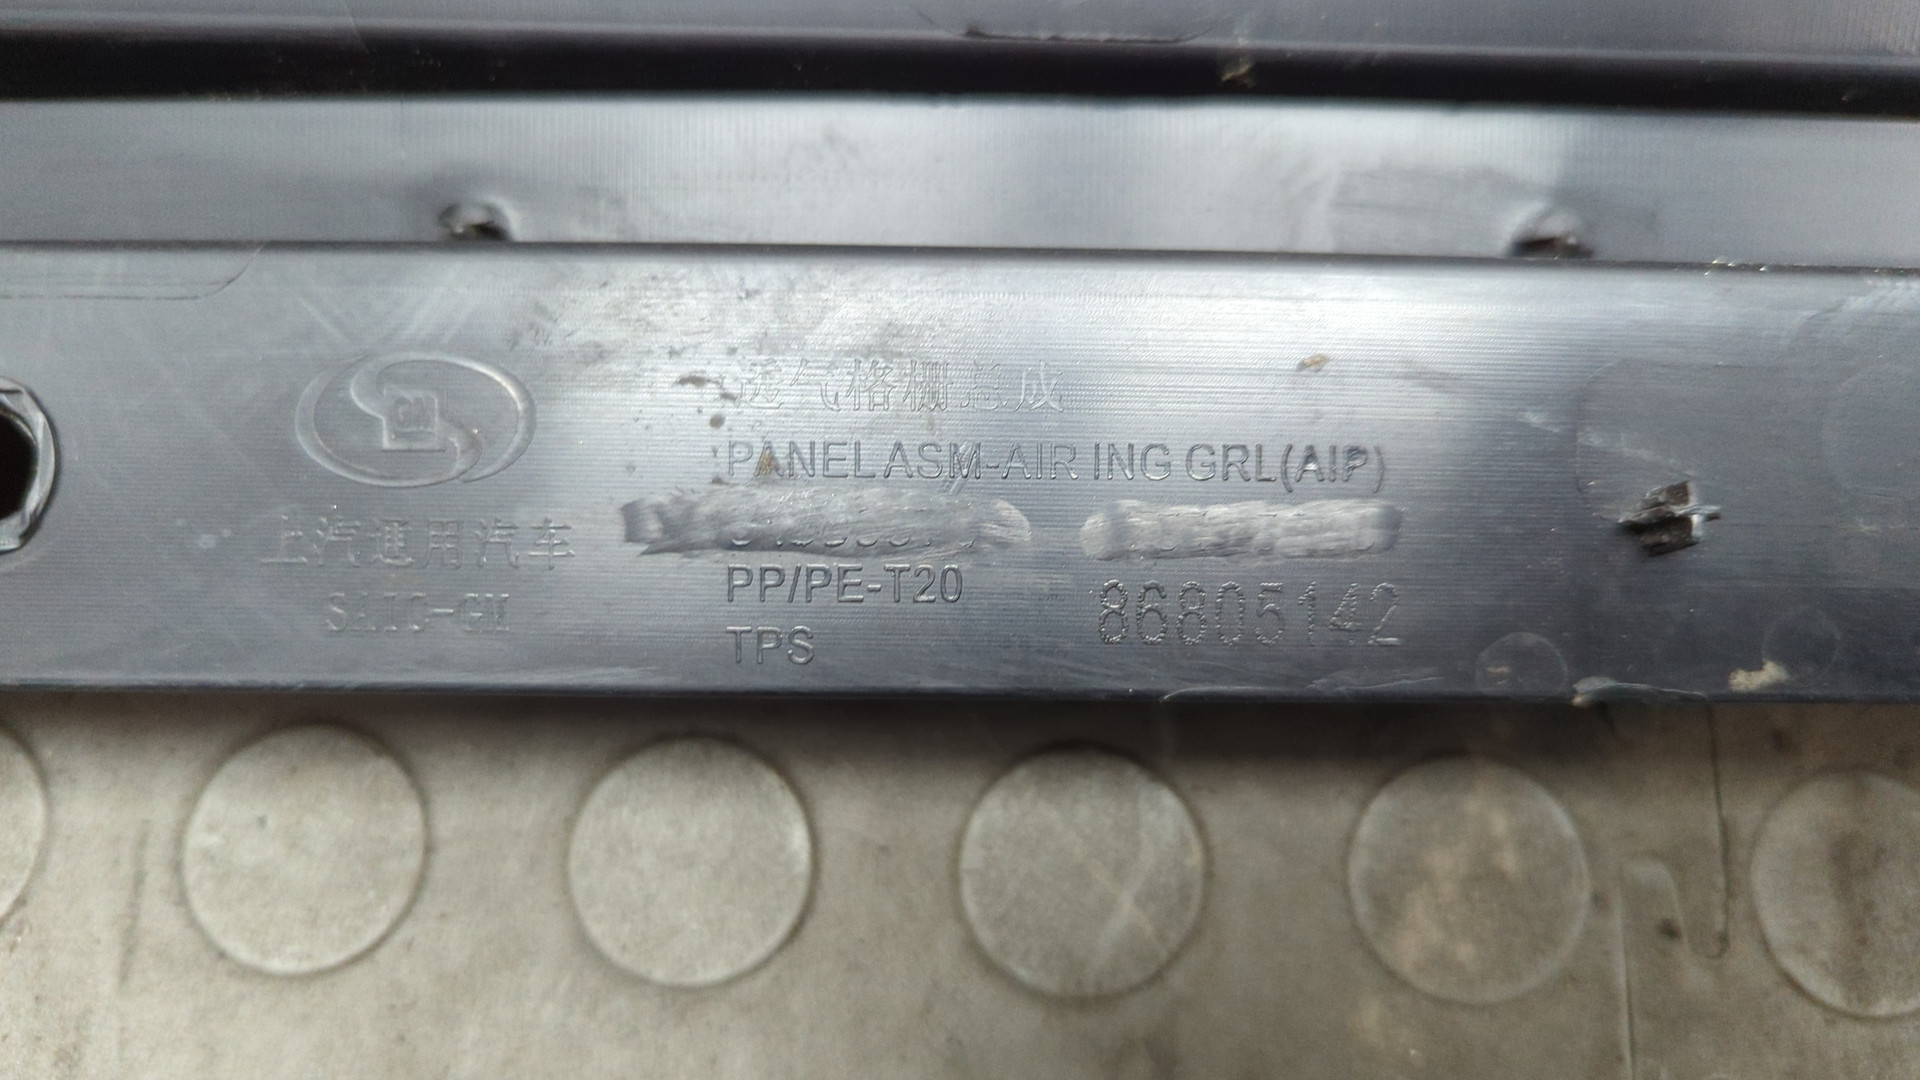 透气格栅总成
PANEL ASM-AIR ING GRL(AIP)
上汽通用汽车
SAIC-GM
PP/PE-T20
86805142
TPS